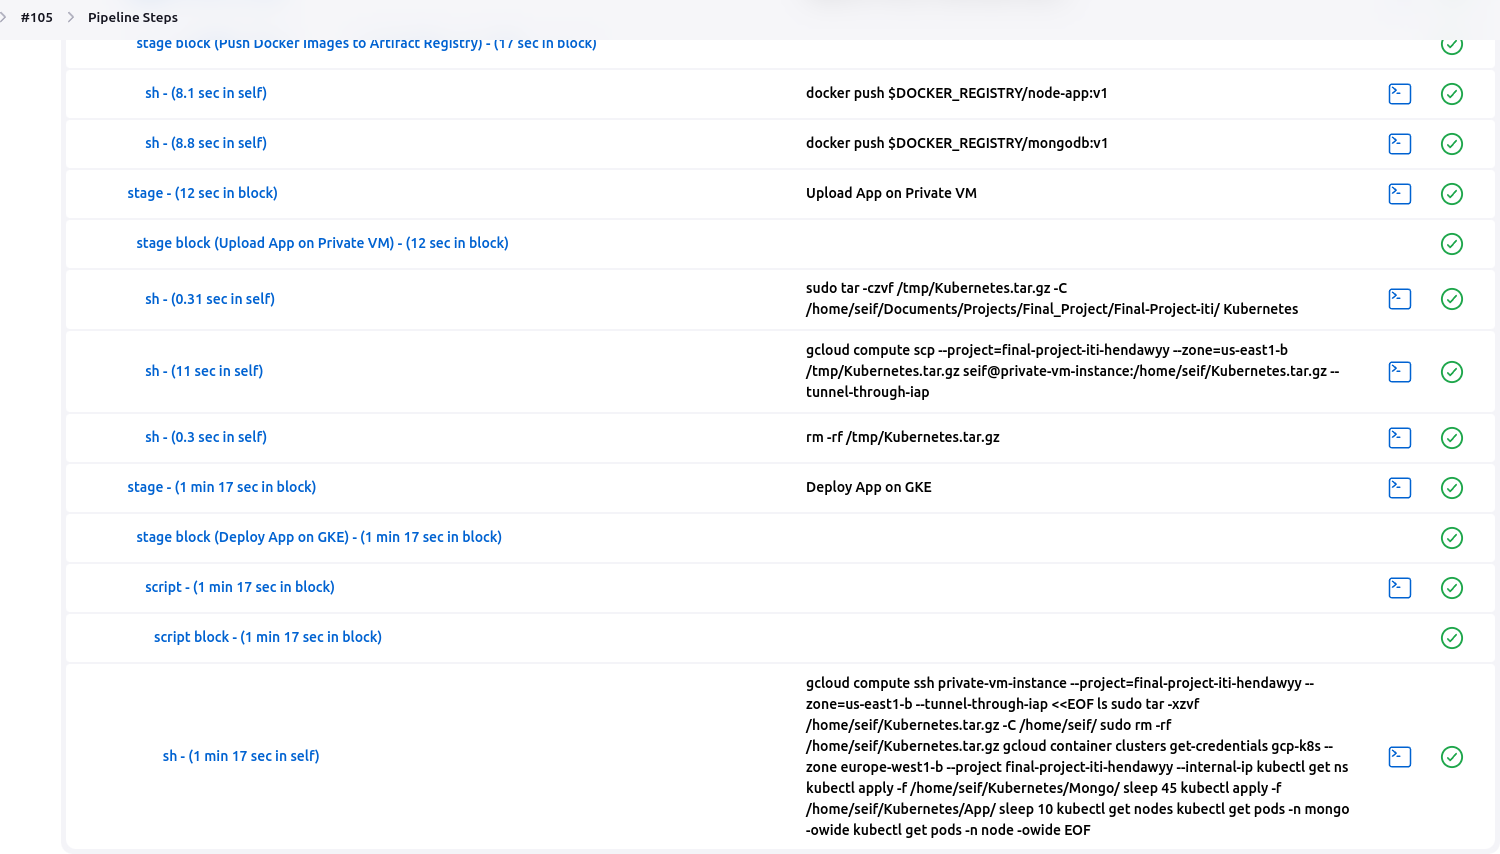 #105 Pipeline Steps
stage block (Push Docker Images to Artifact Registry) - (17 sec in block)
sh - (8.1 sec in self) docker push $DOCKER_REGISTRY/node-app:v1
sh - (8.8 sec in self) docker push $DOCKER_REGISTRY/mongodb:v1
stage - (12 sec in block) Upload App on Private VM
stage block (Upload App on Private VM) - (12 sec in block)
sh - (0.31 sec in self)
sudo tar -czvf /tmp/Kubernetes.tar.gz -C
/home/seif/Documents/Projects/Final_Project/Final-Project-iti/ Kubernetes
sh - (11 sec in self)
gcloud compute scp --project=final-project-iti-hendawyy --zone=us-east1-b
/tmp/Kubernetes.tar.gz seif@private-vm-instance:/home/seif/Kubernetes.tar.gz --
tunnel-through-iap
sh - (0.3 sec in self) rm -rf /tmp/Kubernetes.tar.gz
stage - (1 min 17 sec in block) Deploy App on GKE
stage block (Deploy App on GKE) - (1 min 17 sec in block)
script - (1 min 17 sec in block)
script block - (1 min 17 sec in block)
sh - (1 min 17 sec in self)
gcloud compute ssh private-vm-instance --project=final-project-iti-hendawyy --
zone=us-east1-b --tunnel-through-iap <<EOF ls sudo tar -xzvf
/home/seif/Kubernetes.tar.gz -C /home/seif/ sudo rm -rf
/home/seif/Kubernetes.tar.gz gcloud container clusters get-credentials gcp-k8s --
zone europe-west1-b --project final-project-iti-hendawyy --internal-ip kubectl get ns
kubectl apply -f /home/seif/Kubernetes/Mongo/ sleep 45 kubectl apply -f
/home/seif/Kubernetes/App/ sleep 10 kubectl get nodes kubectl get pods -n mongo
-owide kubectl get pods -n node -owide EOF